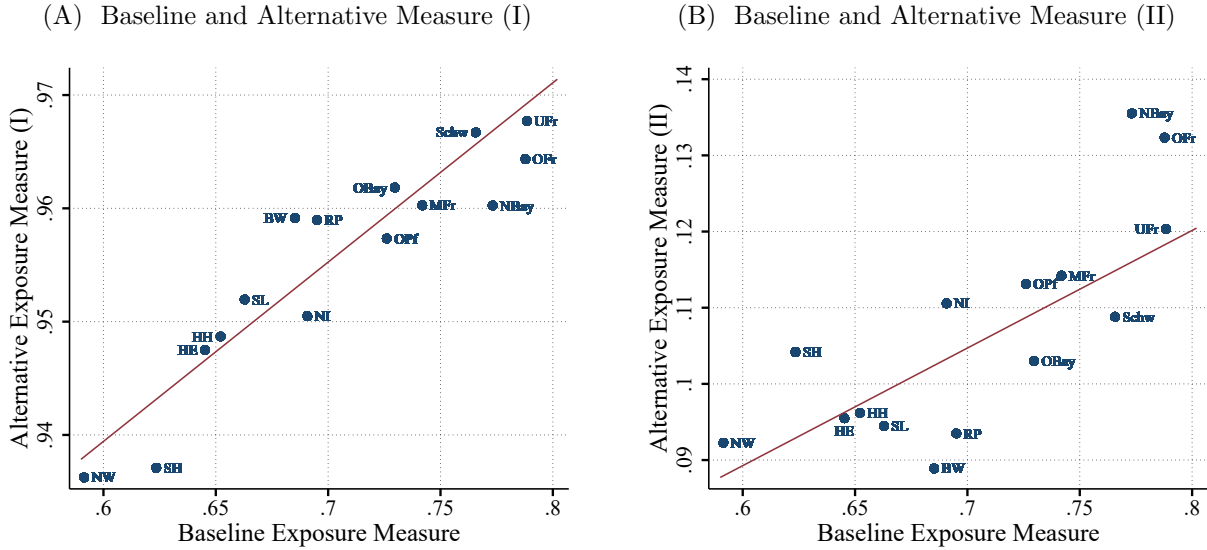 (A) Baseline and Alternative Measure (I)
Alternative Exposure Measure (I)
.97
.96
.95
.94
UFr
Schw
OFr
OBay
MFr
NBay
BW
RP
OPf
SL
NI
HH
HE
SH
NW
.6
.65
.7
.75
.8
Baseline Exposure Measure
(B) Baseline and Alternative Measure (II)
Alternative Exposure Measure (II)
.14
.13
.12
.11
.1
.09
NBay
OFr
UFr
MFr
OPf
NI
Schw
SH
OBay
HH
HE
SL
RP
NW
BW
.6
.65
.7
.75
.8
Baseline Exposure Measure